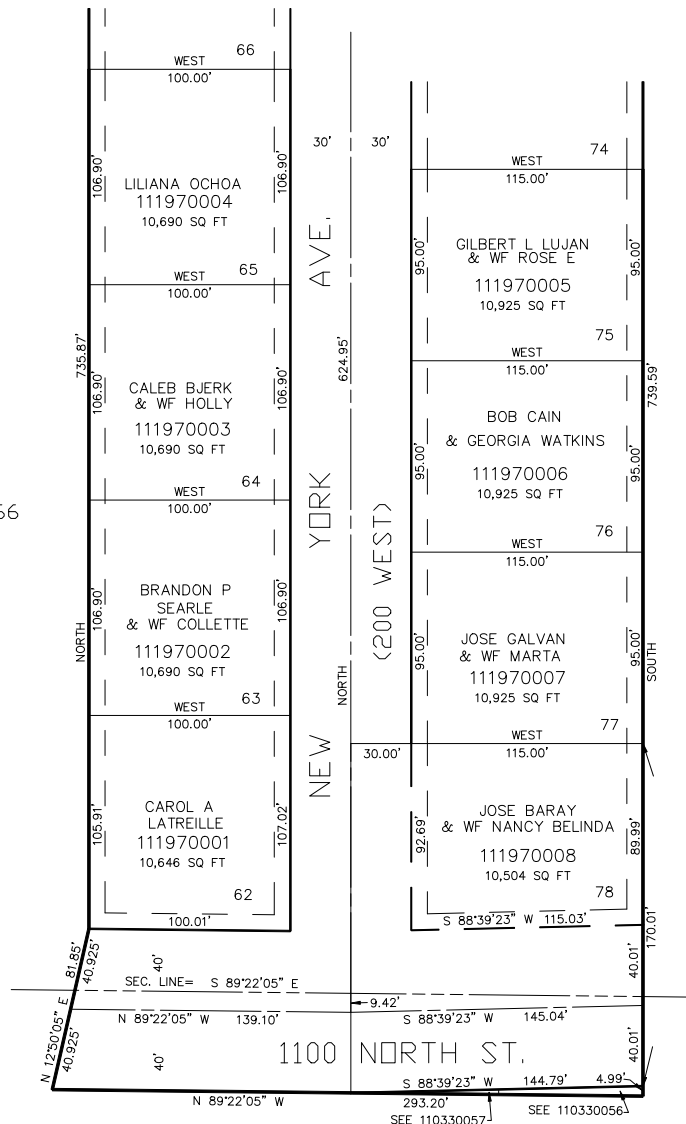 66
WEST
100.00'
106.90'
106.90'
LILIANA OCHOA
111970004
10,690 SQ FT
65
WEST
100.00'
735.87'
106.90'
106.90'
CALEB BJERK
& WF HOLLY
111970003
10,690 SQ FT
64
WEST
100.00'
66
106.90'
106.90'
BRANDON P
SEARLE
& WF COLLETTE
111970002
10,690 SQ FT
NORTH
63
WEST
100.00'
105.91'
107.02'
CAROL A
LATREILLE
111970001
10,646 SQ FT
62
100.01'
30'
30'
NEW YORK AVE.
(200 WEST)
624.95'
NORTH
30.00'
74
WEST
115.00'
95.00'
95.00'
GILBERT L LUJAN
& WF ROSE E
111970005
10,925 SQ FT
75
WEST
115.00'
739.59'
95.00'
95.00'
BOB CAIN
& GEORGIA WATKINS
111970006
10,925 SQ FT
76
WEST
115.00'
95.00'
95.00'
JOSE GALVAN
& WF MARTA
111970007
10,925 SQ FT
SOUTH
77
WEST
115.00'
92.69'
89.99'
JOSE BARAY
& WF NANCY BELINDA
111970008
10,504 SQ FT
78
S 88°39'23" W 115.03'
170.01'
81.85'
40.925'
40'
40.01'
SEC. LINE= S 89°22'05" E
9.42'
N 89°22'05" W 139.10'
S 88°39'23" W 145.04'
N 12°50'05" E
40.925'
40'
1100 NORTH ST.
40.01'
S 88°39'23" W 144.79' 4.99'
N 89°22'05" W 293.20'
SEE 110330056
SEE 110330057